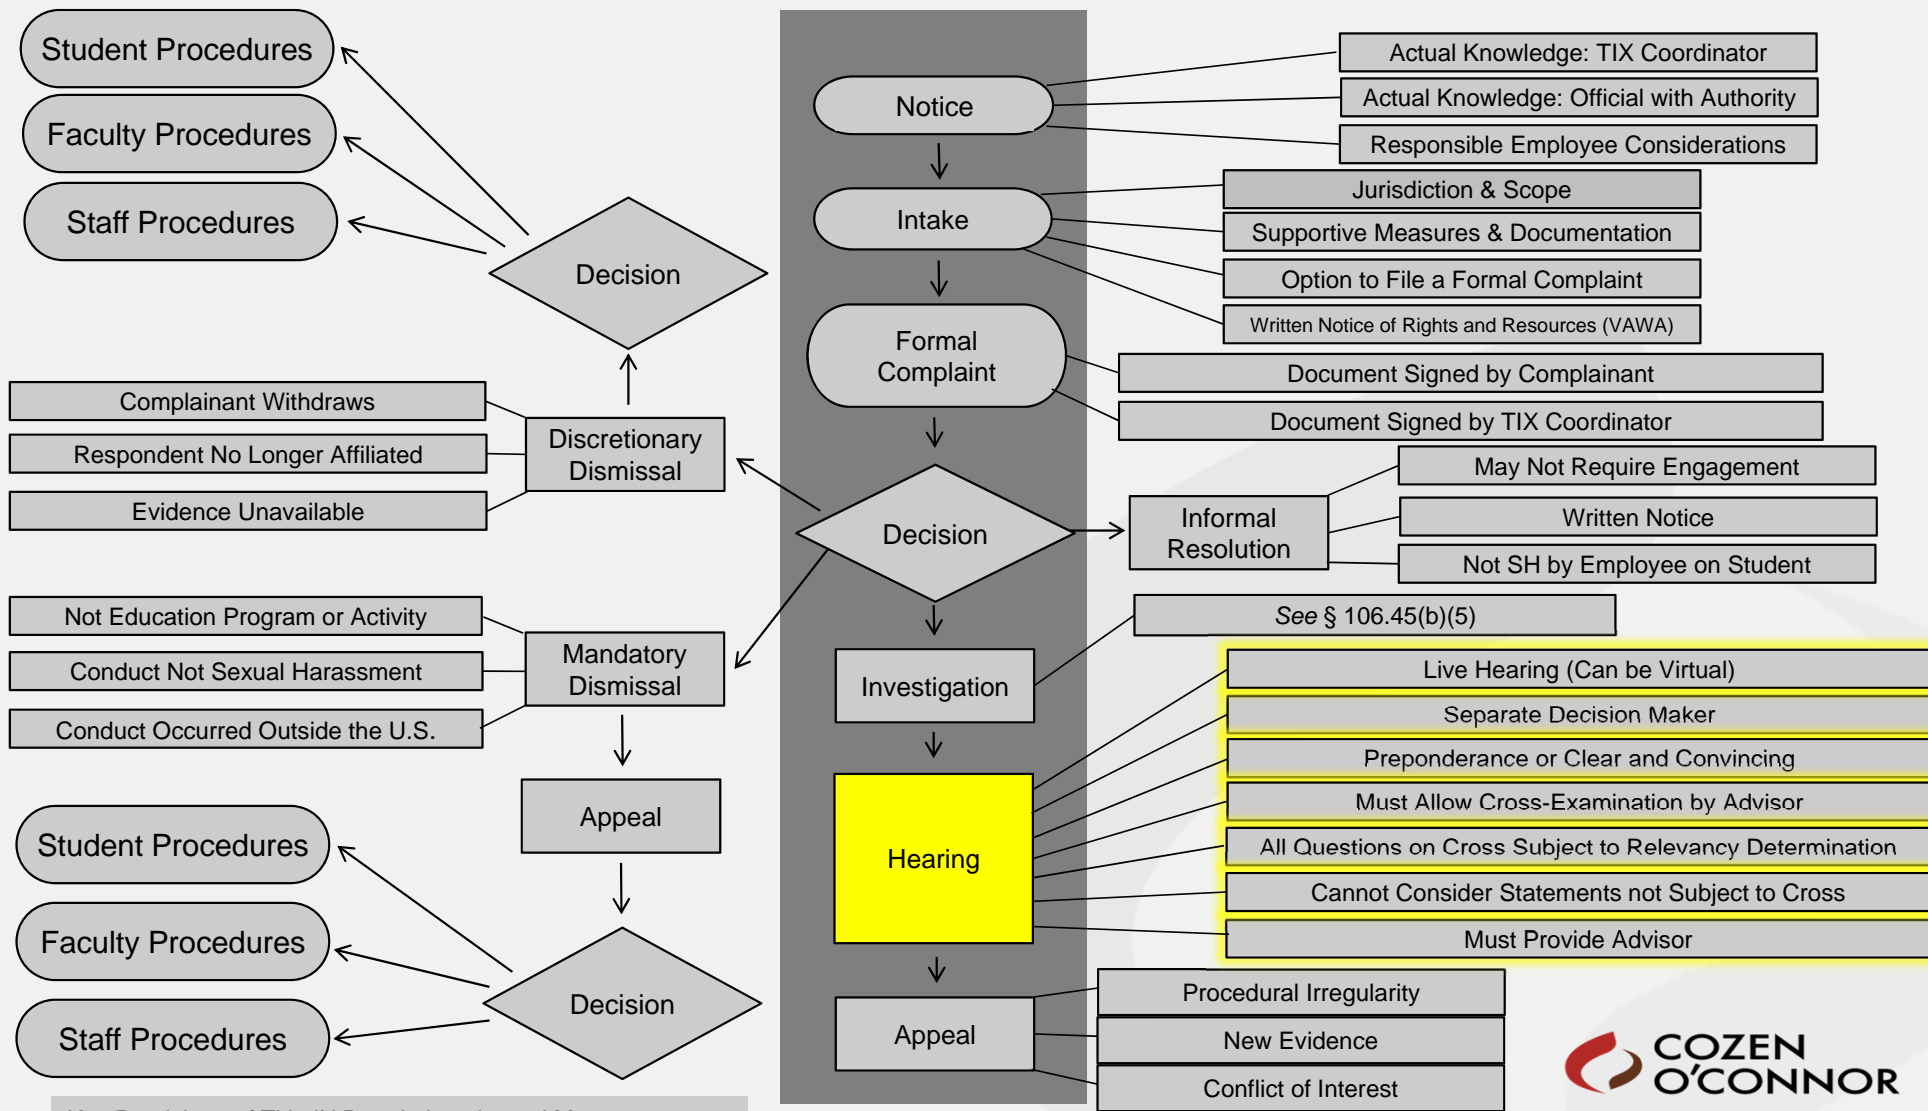 Student Procedures
Faculty Procedures
Staff Procedures
Decision
Complainant Withdraws
Respondent No Longer Affiliated
Evidence Unavailable
Discretionary
Dismissal
Not Education Program or Activity
Conduct Not Sexual Harassment
Conduct Occurred Outside the U.S.
Mandatory
Dismissal
Appeal
Student Procedures
Faculty Procedures
Staff Procedures
Decision
Notice
Actual Knowledge: TIX Coordinator
Actual Knowledge: Official with Authority
Responsible Employee Considerations
Intake
Jurisdiction & Scope
Supportive Measures & Documentation
Option to File a Formal Complaint
Written Notice of Rights and Resources (VAWA)
Formal
Complaint
Document Signed by Complainant
Document Signed by TIX Coordinator
Decision
Informal
Resolution
May Not Require Engagement
Written Notice
Not SH by Employee on Student
Investigation
See § 106.45(b)(5)
Hearing
Live Hearing (Can be Virtual)
Separate Decision Maker
Preponderance or Clear and Convincing
Must Allow Cross-Examination by Advisor
All Questions on Cross Subject to Relevancy Determination
Cannot Consider Statements not Subject to Cross
Must Provide Advisor
Appeal
Procedural Irregularity
New Evidence
Conflict of Interest
COZEN
O'CONNOR